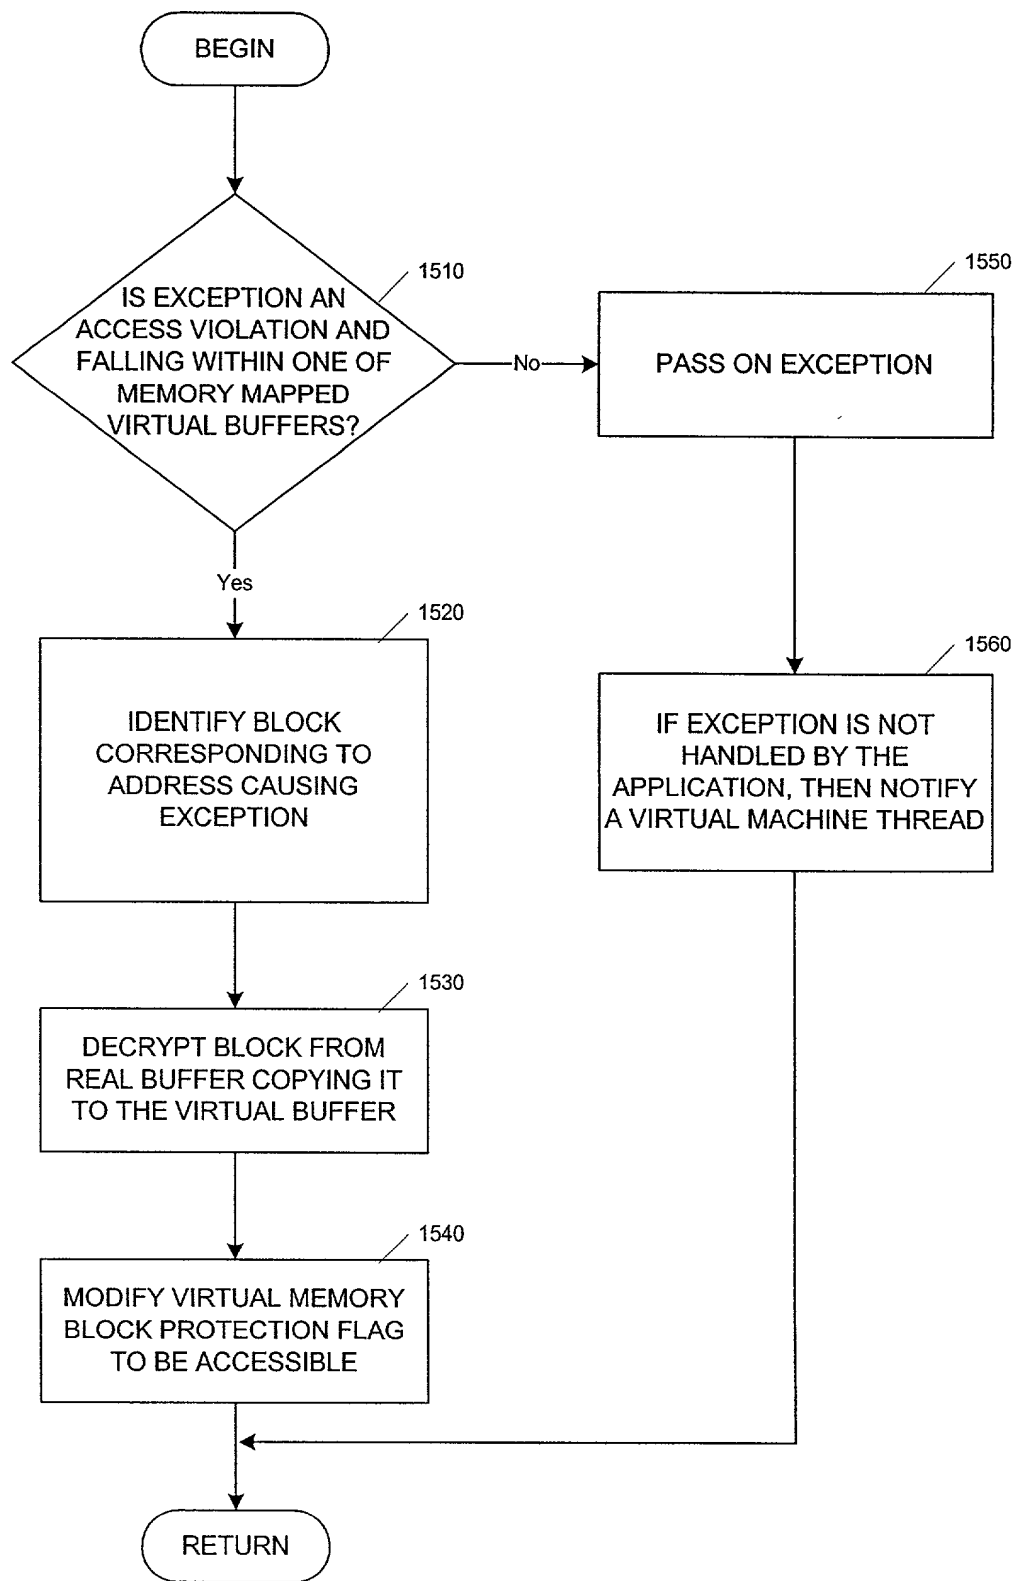 BEGIN
1510
IS EXCEPTION AN
ACCESS VIOLATION AND
FALLING WITHIN ONE OF
MEMORY MAPPED
VIRTUAL BUFFERS?
No
1550
PASS ON EXCEPTION
Yes
1520
IDENTIFY BLOCK
CORRESPONDING TO
ADDRESS CAUSING
EXCEPTION
1560
IF EXCEPTION IS NOT
HANDLED BY THE
APPLICATION, THEN NOTIFY
A VIRTUAL MACHINE THREAD
1530
DECRYPT BLOCK FROM
REAL BUFFER COPYING IT
TO THE VIRTUAL BUFFER
1540
MODIFY VIRTUAL MEMORY
BLOCK PROTECTION FLAG
TO BE ACCESSIBLE
RETURN